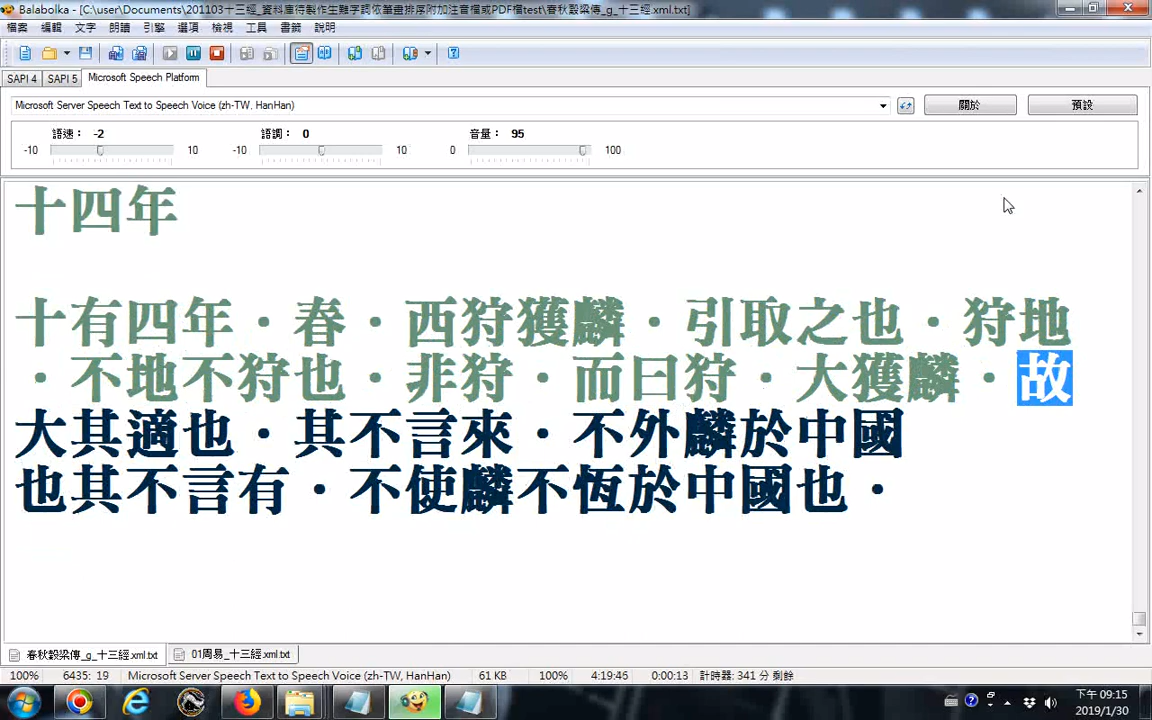 Balabolka - [C:\user\Documents\201103十三經_資料庫待製作生難字詞依筆畫排序附加注音檔或PDF檔test\春秋穀梁傳_g_十三經.xml.txt]
檔案 編輯 文字 朗讀 引擎 選項 檢視 工具 書籤 說明
SAPI 4 SAPI 5 Microsoft Speech Platform
Microsoft Server Speech Text to Speech Voice (zh-TW, HanHan) 關於 預設
語速： -2 語調： 0 音量： 95
-10 10 -10 10 0 100
十四年
十有四年．春．西狩獲麟．引取之也．狩地
．不地不狩也．非狩．而曰狩．大獲麟．故
大其適也．其不言來．不外麟於中國
也其不言有．不使麟不恆於中國也．
春秋穀梁傳_g_十三經.xml.txt 01周易_十三經.xml.txt
100% 6435: 19 Microsoft Server Speech Text to Speech Voice (zh-TW, HanHan) 61 KB 100% 4:19:46 0:00:13 計時器: 341 分 剩餘
下午 09:15
2019/1/30